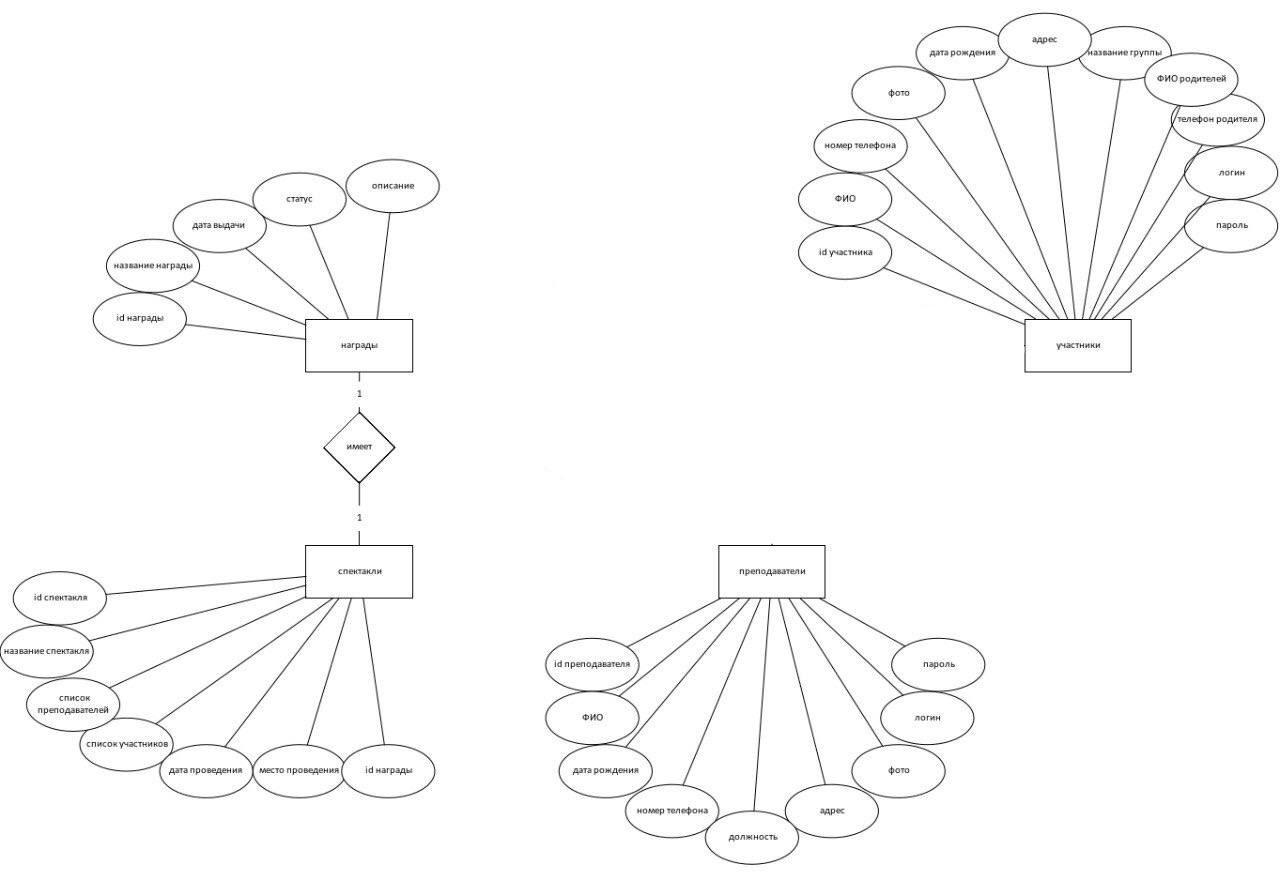 адрес
дата рождения
название группы
ФИО родителей
фото
телефон родителя
номер телефона
логин
ФИО
пароль
id участника
участники
описание
статус
дата выдачи
название награды
id награды
награды
1
имеет
1
спектакли
id спектакля
название спектакля
список
преподавателей
список участников
дата проведения
место проведения
id награды
преподаватели
id преподавателя
ФИО
дата рождения
номер телефона
должность
адрес
фото
логин
пароль